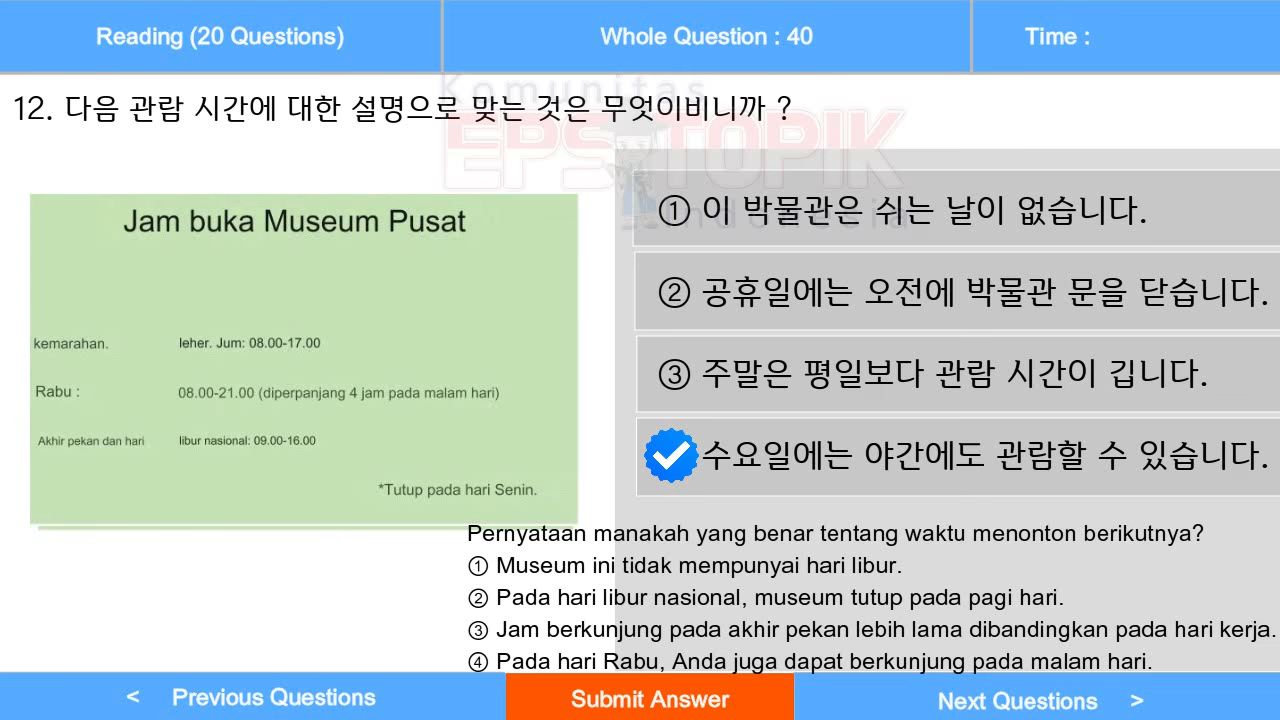 Reading (20 Questions)
Whole Question : 40
Time :
Komunitas
EPS TOPIK
Indonesia
12. 다음 관람 시간에 대한 설명으로 맞는 것은 무엇이비니까 ?
Jam buka Museum Pusat
kemarahan. leher. Jum: 08.00-17.00
Rabu : 08.00-21.00 (diperpanjang 4 jam pada malam hari)
Akhir pekan dan hari libur nasional: 09.00-16.00
*Tutup pada hari Senin.
① 이 박물관은 쉬는 날이 없습니다.
② 공휴일에는 오전에 박물관 문을 닫습니다.
③ 주말은 평일보다 관람 시간이 깁니다.
수요일에는 야간에도 관람할 수 있습니다.
Pernyataan manakah yang benar tentang waktu menonton berikutnya?
① Museum ini tidak mempunyai hari libur.
② Pada hari libur nasional, museum tutup pada pagi hari.
③ Jam berkunjung pada akhir pekan lebih lama dibandingkan pada hari kerja.
④ Pada hari Rabu, Anda juga dapat berkunjung pada malam hari.
< Previous Questions
Submit Answer
Next Questions >